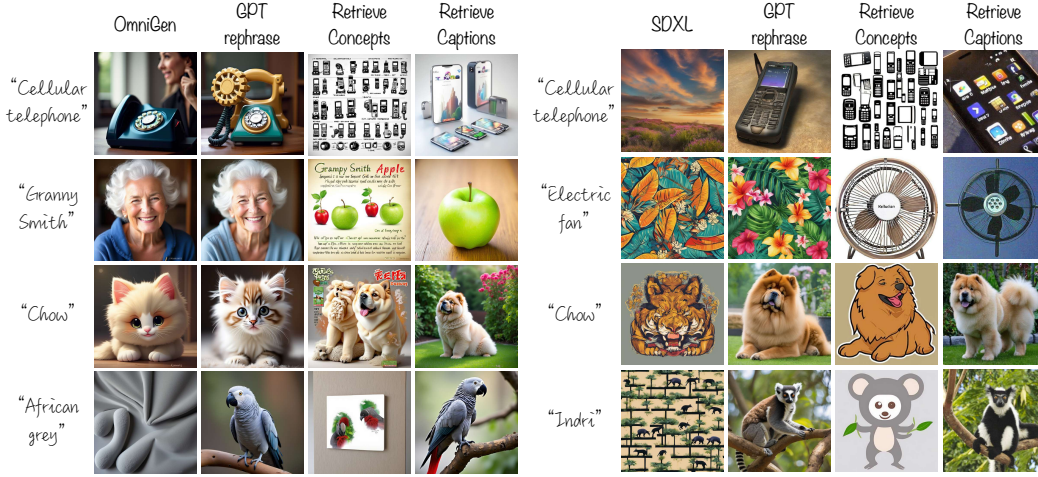 OmniGen
GPT
rephrase
Retrieve
Concepts
Retrieve
Captions
SDXL
GPT
rephrase
Retrieve
Concepts
Retrieve
Captions
"Cellular
telephone"
"Cellular
telephone"
"Granny
Smith"
Grampy Smith Apple
"Electric
fan"
"Chow"
"Chow"
"African
grey"
"Indri"